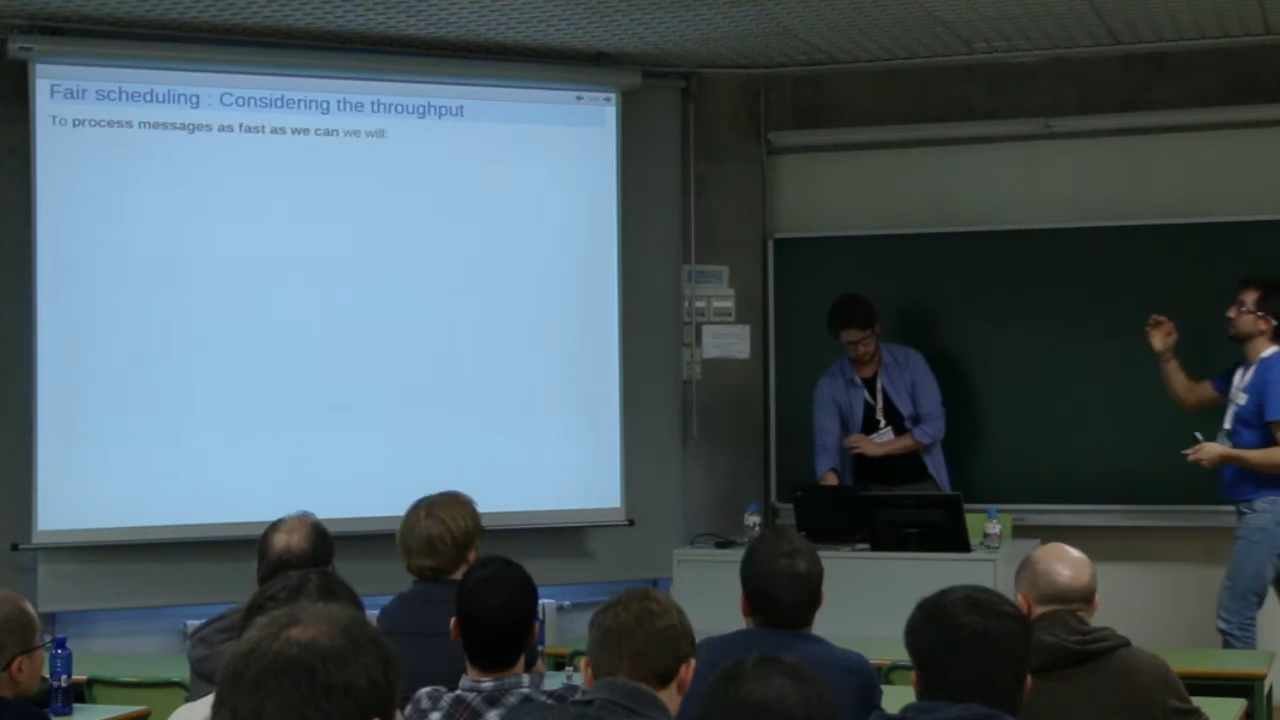 Fair scheduling : Considering the throughput
To process messages as fast as we can we will: